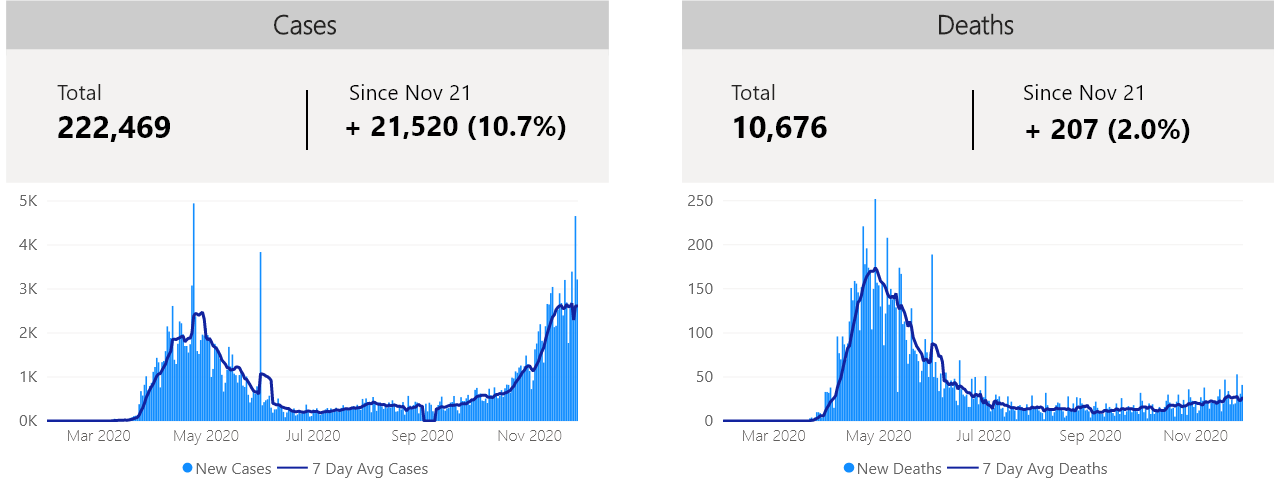 Cases
Total
222,469
Since Nov 21
+ 21,520 (10.7%)
5K
4K
3K
2K
1K
0K
Mar 2020 May 2020 Jul 2020 Sep 2020 Nov 2020
New Cases 7 Day Avg Cases
Deaths
Total
10,676
Since Nov 21
+ 207 (2.0%)
250
200
150
100
50
0
Mar 2020 May 2020 Jul 2020 Sep 2020 Nov 2020
New Deaths 7 Day Avg Deaths